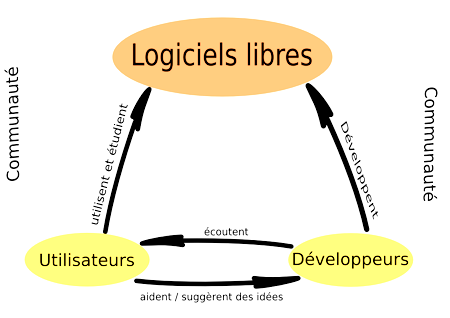 Logiciels libres
Communauté
Communauté
utilisent et étudient
Développent
écoutent
Utilisateurs
Développeurs
aident / suggèrent des idées